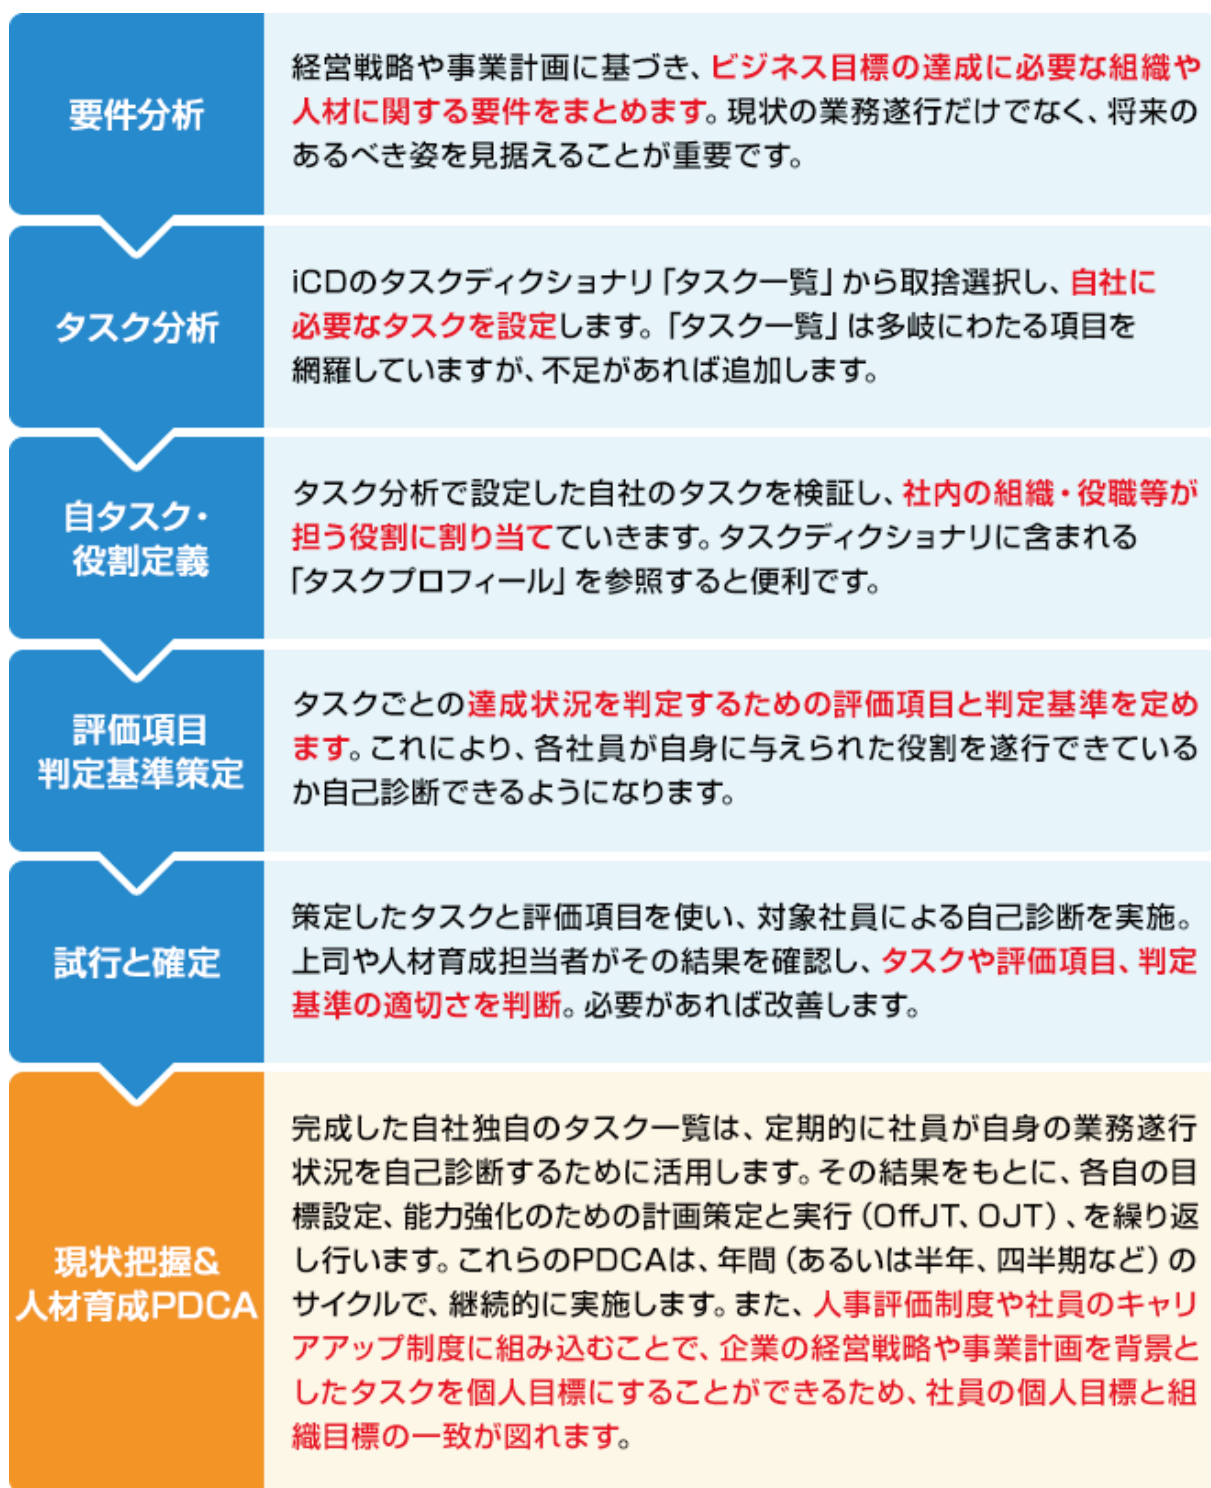 要件分析
経営戦略や事業計画に基づき、ビジネス目標の達成に必要な組織や
人材に関する要件をまとめます。現状の業務遂行だけでなく、将来の
あるべき姿を見据えることが重要です。
タスク分析
iCDのタスクディクショナリ「タスク一覧」から取捨選択し、自社に
必要なタスクを設定します。「タスク一覧」は多岐にわたる項目を
網羅していますが、不足があれば追加します。
自タスク・
役割定義
タスク分析で設定した自社のタスクを検証し、社内の組織・役職等が
担う役割に割り当てていきます。タスクディクショナリに含まれる
「タスクプロフィール」を参照すると便利です。
評価項目
判定基準策定
タスクごとの達成状況を判定するための評価項目と判定基準を定め
ます。これにより、各社員が自身に与えられた役割を遂行できている
か自己診断できるようになります。
試行と確定
策定したタスクと評価項目を使い、対象社員による自己診断を実施。
上司や人材育成担当者がその結果を確認し、タスクや評価項目、判定
基準の適切さを判断。必要があれば改善します。
現状把握&
人材育成PDCA
完成した自社独自のタスク一覧は、定期的に社員が自身の業務遂行
状況を自己診断するために活用します。その結果をもとに、各自の目
標設定、能力強化のための計画策定と実行（OffJT、OJT）、を繰り返
し行います。これらのPDCAは、年間（あるいは半年、四半期など）の
サイクルで、継続的に実施します。また、人事評価制度や社員のキャリ
アアップ制度に組み込むことで、企業の経営戦略や事業計画を背景と
したタスクを個人目標にすることができるため、社員の個人目標と組
織目標の一致が図れます。